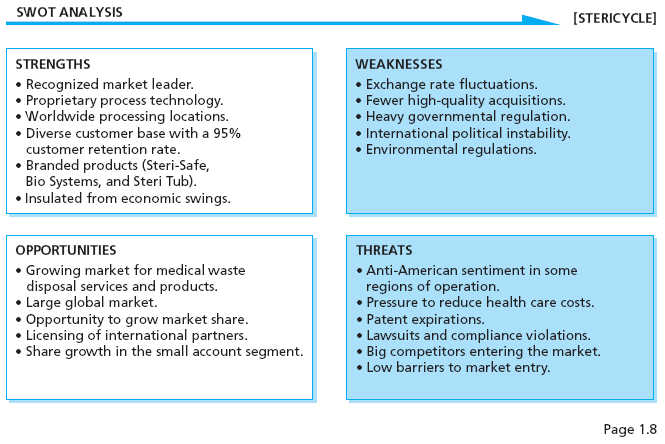 SWOT ANALYSIS
[STERICYCLE]
STRENGTHS
• Recognized market leader.
• Proprietary process technology.
• Worldwide processing locations.
• Diverse customer base with a 95%
customer retention rate.
• Branded products (Steri-Safe,
Bio Systems, and Steri Tub).
• Insulated from economic swings.
WEAKNESSES
• Exchange rate fluctuations.
• Fewer high-quality acquisitions.
• Heavy governmental regulation.
• International political instability.
• Environmental regulations.
OPPORTUNITIES
• Growing market for medical waste
disposal services and products.
• Large global market.
• Opportunity to grow market share.
• Licensing of international partners.
• Share growth in the small account segment.
THREATS
• Anti-American sentiment in some
regions of operation.
• Pressure to reduce health care costs.
• Patent expirations.
• Lawsuits and compliance violations.
• Big competitors entering the market.
• Low barriers to market entry.
Page 1.8